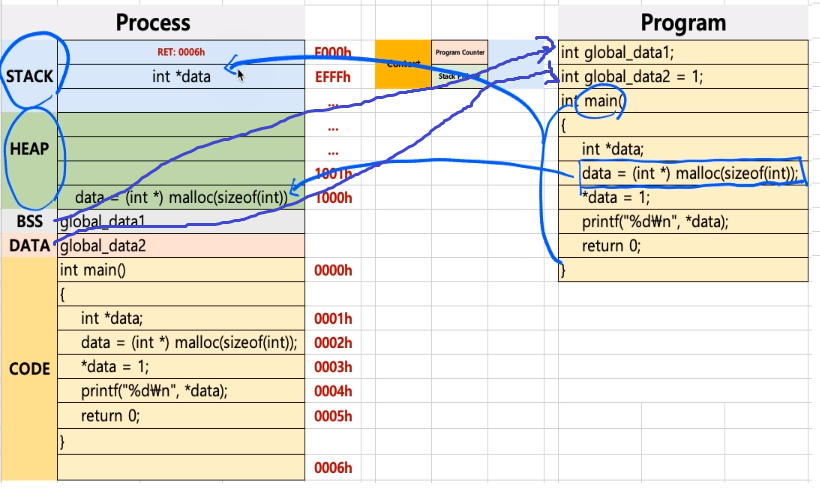 Process
Program
RET: 0006h
F000h
int global_data1;
Program Counter
STACK
int *data
EFFFh
Context
Stack
int global_data2 = 1;
...
int main()
...
{
HEAP
...
int *data;
1001h
data = (int *) malloc(sizeof(int));
data = (int *) malloc(sizeof(int))
1000h
*data = 1;
BSS
global_data1
printf("%d₩n", *data);
DATA
global_data2
return 0;
int main()
0000h
}
{
int *data;
0001h
data = (int *) malloc(sizeof(int));
0002h
CODE
*data = 1;
0003h
printf("%d₩n", *data);
0004h
return 0;
0005h
}
0006h